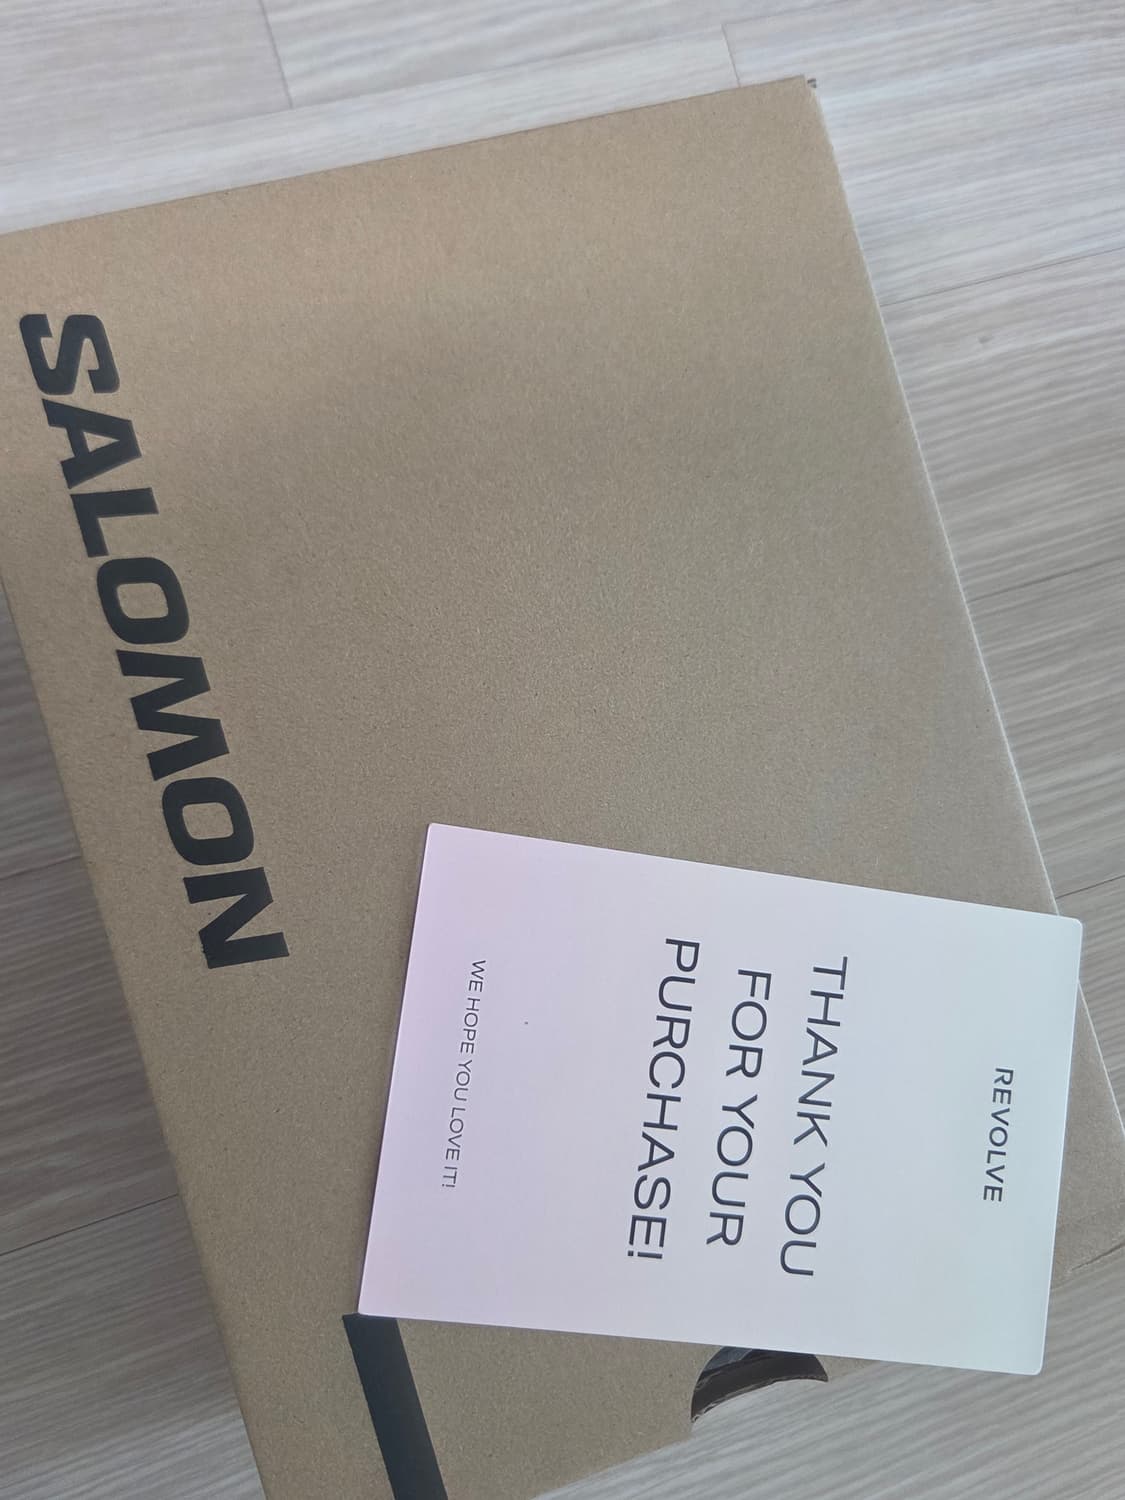 SALOMON
REVOLVE
THANK YOU
FOR YOUR
PURCHASE!
WE HOPE YOU LOVE IT!